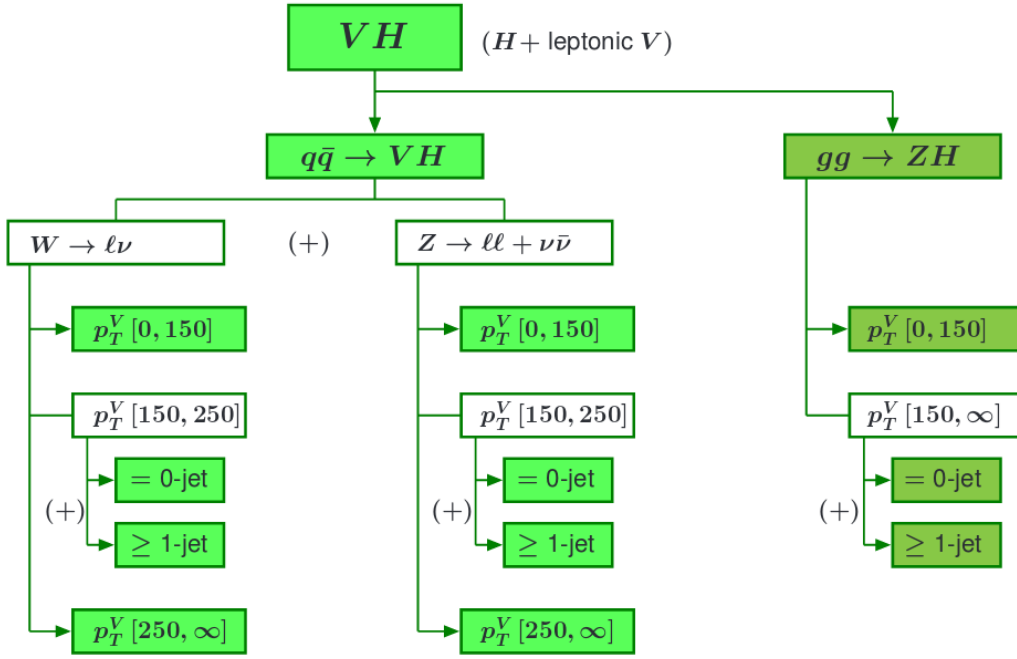 VH (H + leptonic V)
qq̄ → VH gg → ZH
W → ℓν (+) Z → ℓℓ + νν̄
p_T^V [0, 150] p_T^V [0, 150] p_T^V [0, 150]
p_T^V [150, 250] p_T^V [150, 250] p_T^V [150, ∞]
= 0-jet = 0-jet = 0-jet
(+) (+) (+)
≥ 1-jet ≥ 1-jet ≥ 1-jet
p_T^V [250, ∞] p_T^V [250, ∞]